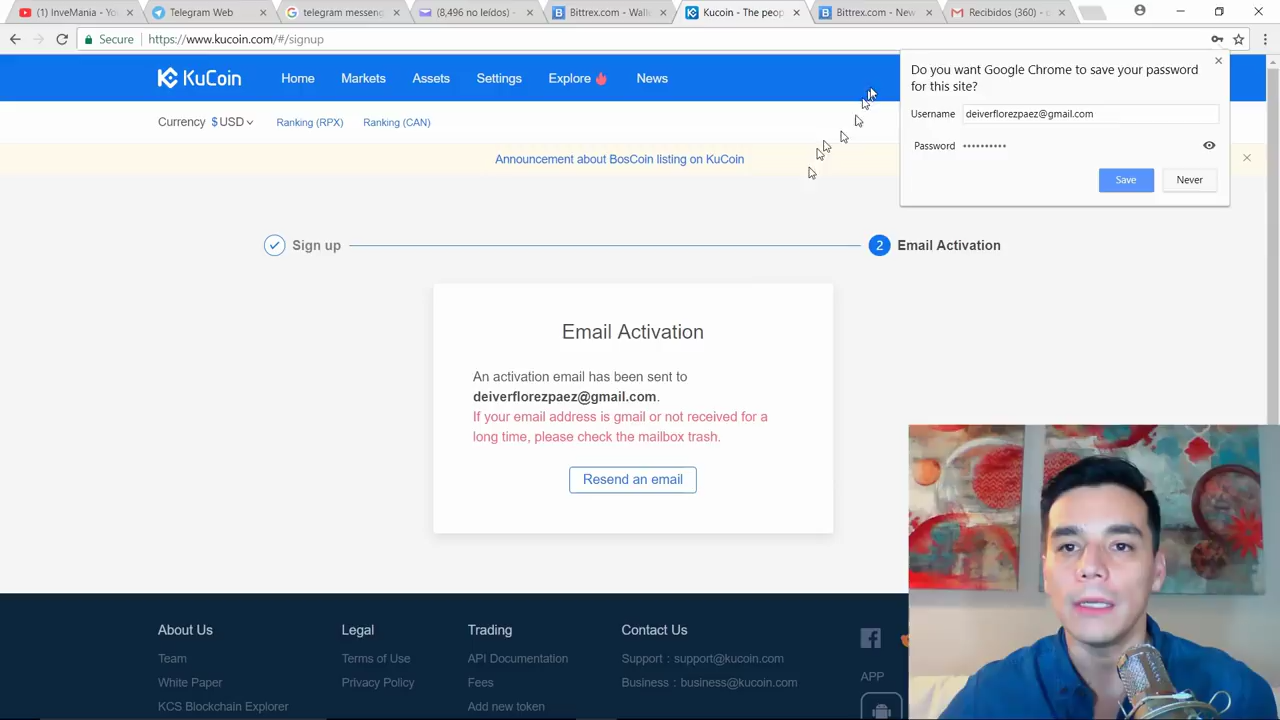 (1) InveMania - You
Telegram Web
telegram messeng
(8,496 no leídos)
Bittrex.com - Walle
Kucoin - The peop
Bittrex.com - New
Recibidos (360) - c
Secure
https://www.kucoin.com/#/signup
KuCoin
Home
Markets
Assets
Settings
Explore
News
Do you want Google Chrome to save your password
for this site?
Username deiverflorezpaez@gmail.com
Password ••••••••••
Save
Never
Currency $ USD
Ranking (RPX)
Ranking (CAN)
Announcement about BosCoin listing on KuCoin
Sign up
2 Email Activation
Email Activation
An activation email has been sent to
deiverflorezpaez@gmail.com.
If your email address is gmail or not received for a
long time, please check the mailbox trash.
Resend an email
About Us
Legal
Trading
Contact Us
Team
Terms of Use
API Documentation
Support : support@kucoin.com
White Paper
Privacy Policy
Fees
Business : business@kucoin.com
APP
KCS Blockchain Explorer
Add new token